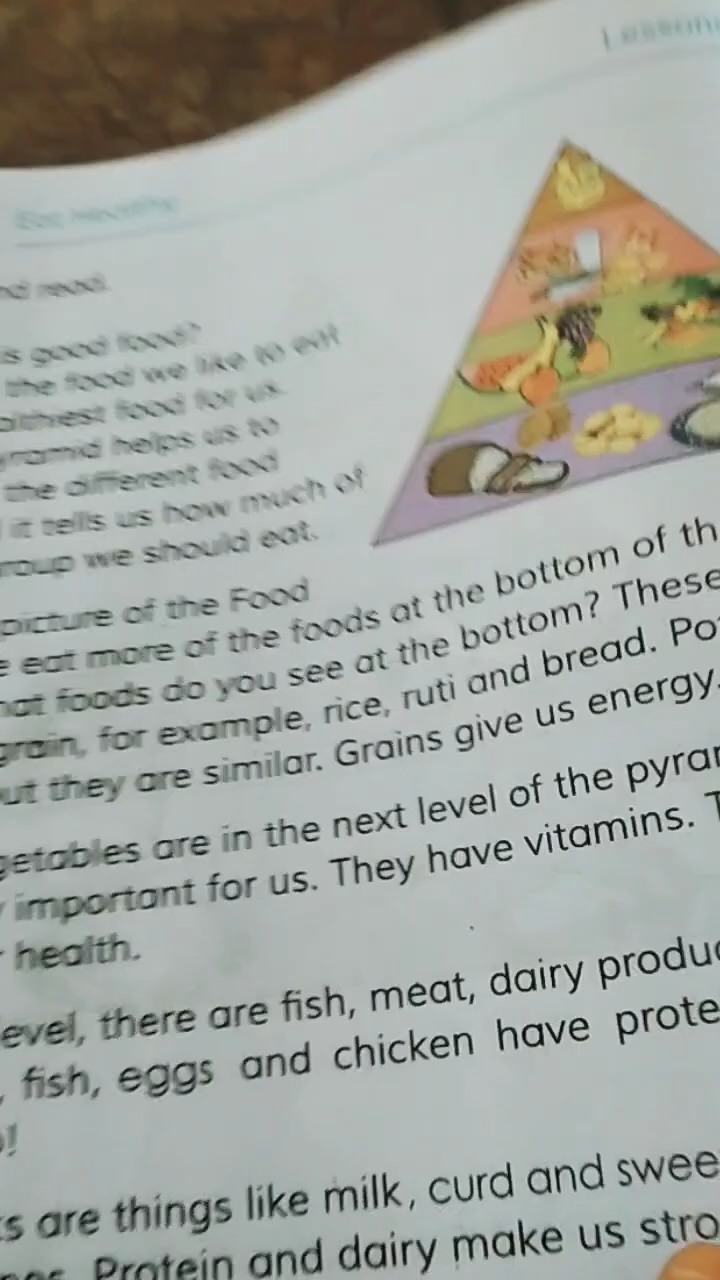 Lesson
Eat Healthy
nd read.
is good food?
the food we like to eat
althiest food for us.
yramid helps us to
the different food
it tells us how much of
roup we should eat.
picture of the Food
e eat more of the foods at the bottom of th
hat foods do you see at the bottom? These
grain, for example, rice, ruti and bread. Po
ut they are similar. Grains give us energy.
getables are in the next level of the pyra
important for us. They have vitamins. T
health.
evel, there are fish, meat, dairy produ
, fish, eggs and chicken have prote
!
s are things like milk, curd and swee
Protein and dairy make us stro